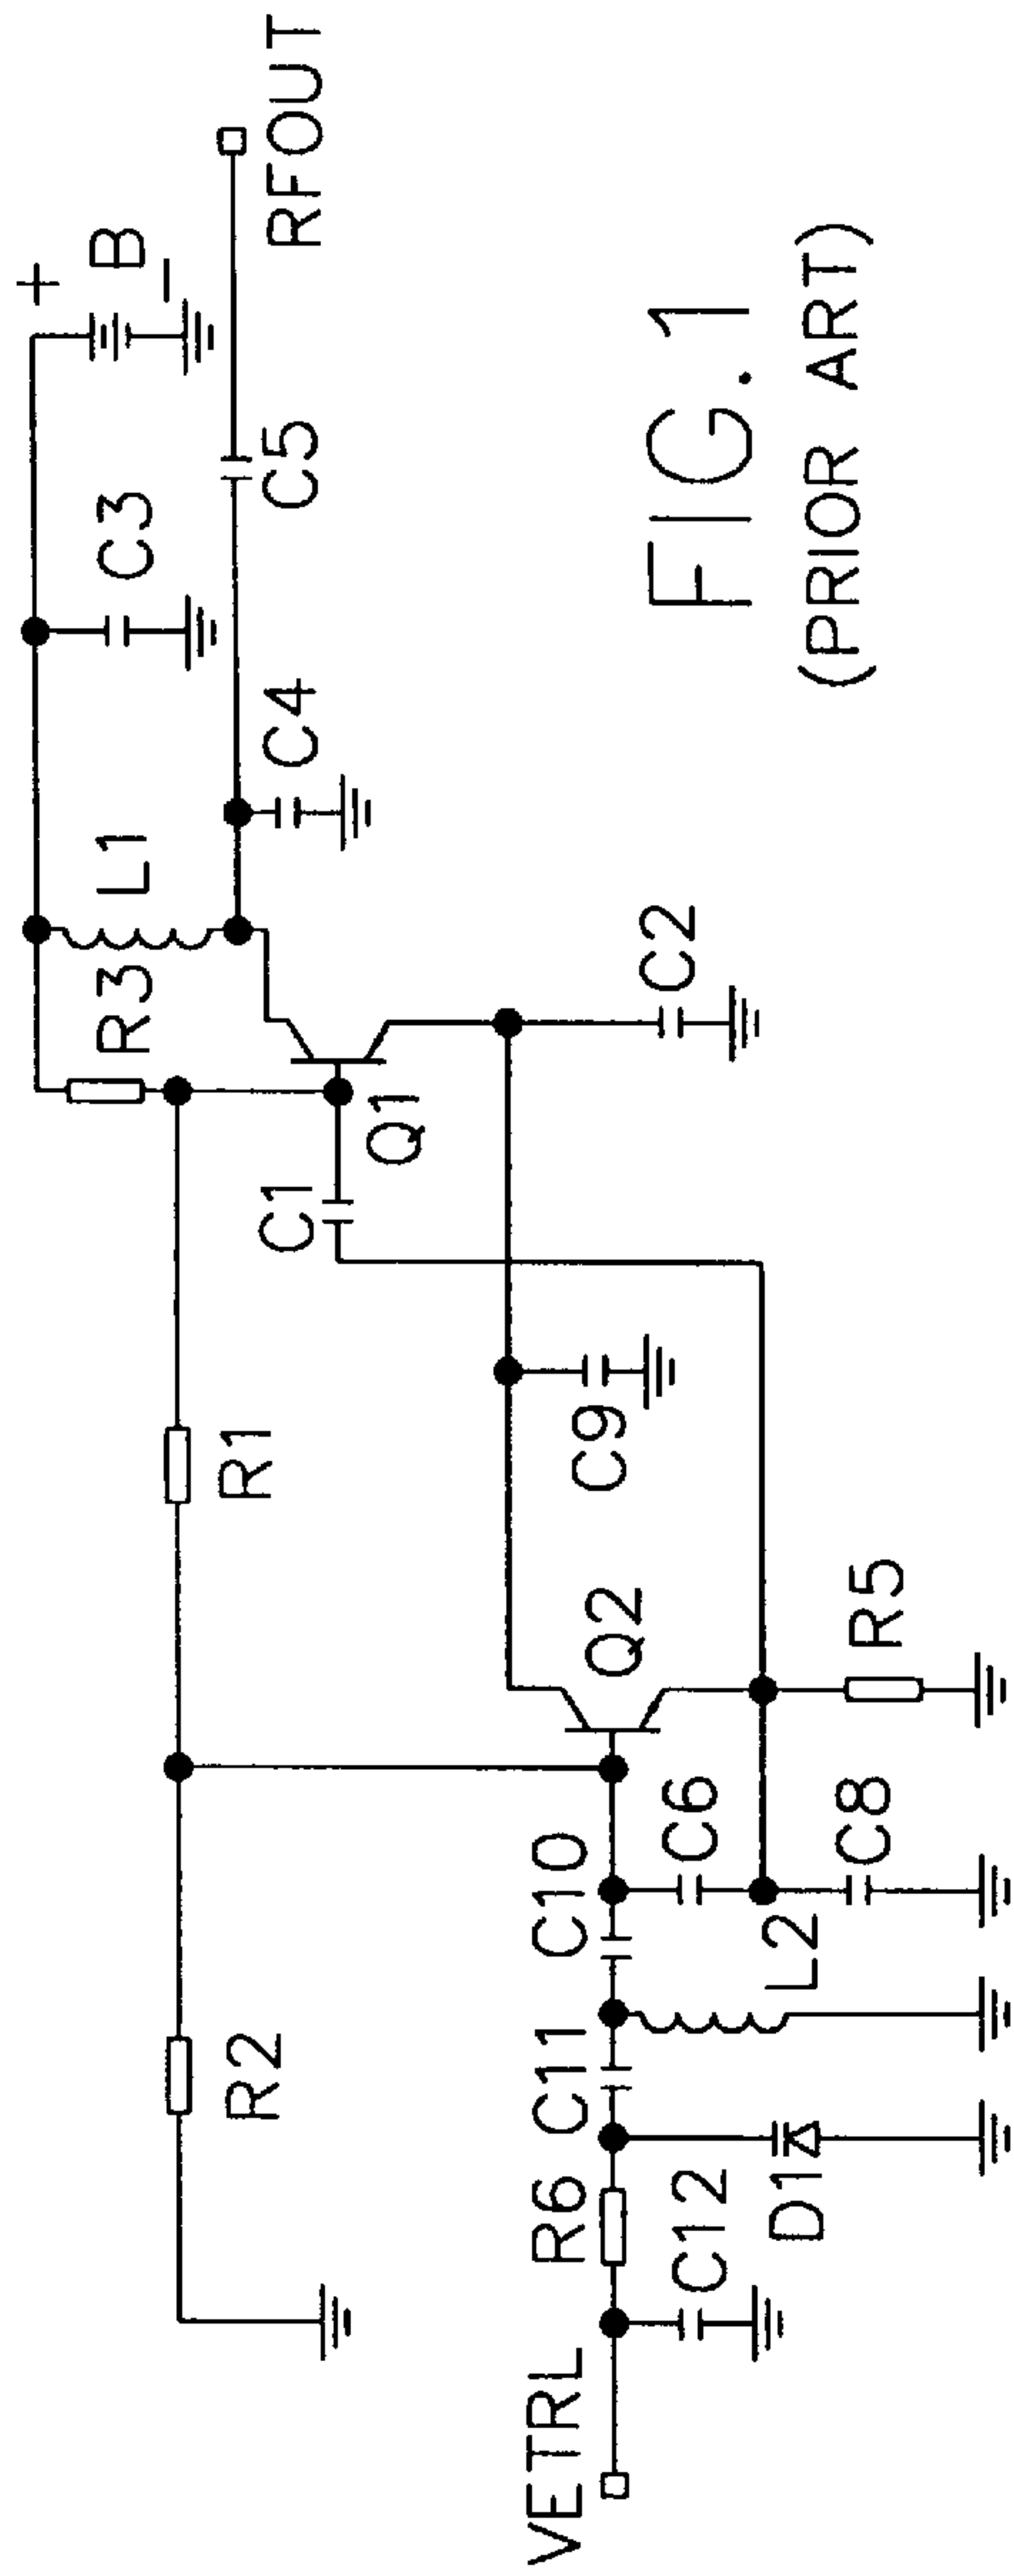 +
B
−
RFOUT
C3
C5
L1
C4
R3
C1
Q1
C2
R1
C9
Q2
R5
R2
C10
C6
C8
C11
L2
R6
D1
C12
VETRL
FIG. 1
(PRIOR ART)